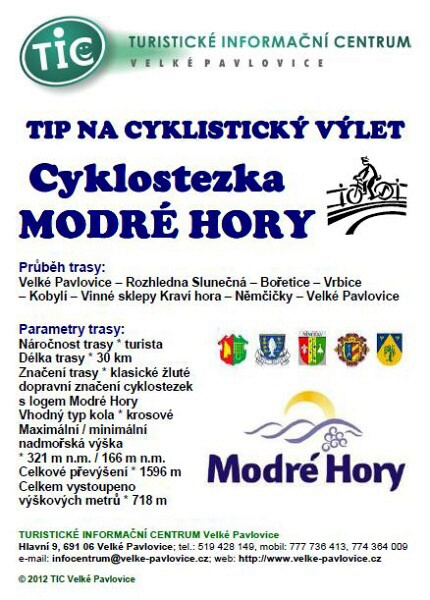 TIC
TURISTICKÉ INFORMAČNÍ CENTRUM
VELKÉ PAVLOVICE
TIP NA CYKLISTICKÝ VÝLET
Cyklostezka
MODRÉ HORY
Průběh trasy:
Velké Pavlovice – Rozhledna Slunečná – Bořetice – Vrbice
– Kobylí – Vinné sklepy Kraví hora – Němčičky – Velké Pavlovice
Parametry trasy:
Náročnost trasy * turista
Délka trasy * 30 km
Značení trasy * klasické žluté
dopravní značení cyklostezek
s logem Modré Hory
Vhodný typ kola * krosové
Maximální / minimální
nadmořská výška
* 321 m n.m. / 166 m n.m.
Celkové převýšení * 1596 m
Celkem vystoupeno
výškových metrů * 718 m
Modré Hory
TURISTICKÉ INFORMAČNÍ CENTRUM Velké Pavlovice
Hlavní 9, 691 06 Velké Pavlovice; tel.: 519 428 149, mobil: 777 736 413, 774 364 009
e-mail: infocentrum@velke-pavlovice.cz; web: http://www.velke-pavlovice.cz
© 2012 TIC Velké Pavlovice